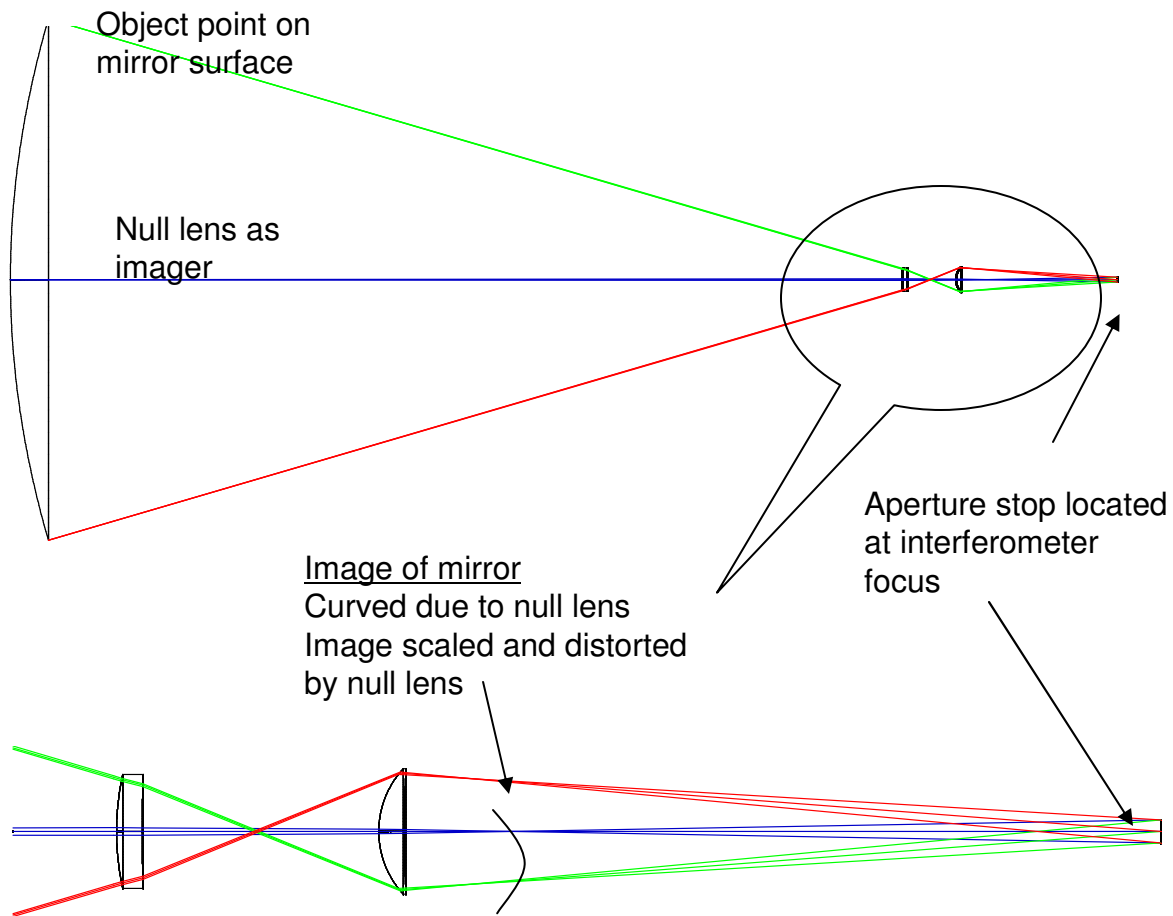 Object point on
mirror surface
Null lens as
imager
Aperture stop located
at interferometer
focus
Image of mirror
Curved due to null lens
Image scaled and distorted
by null lens